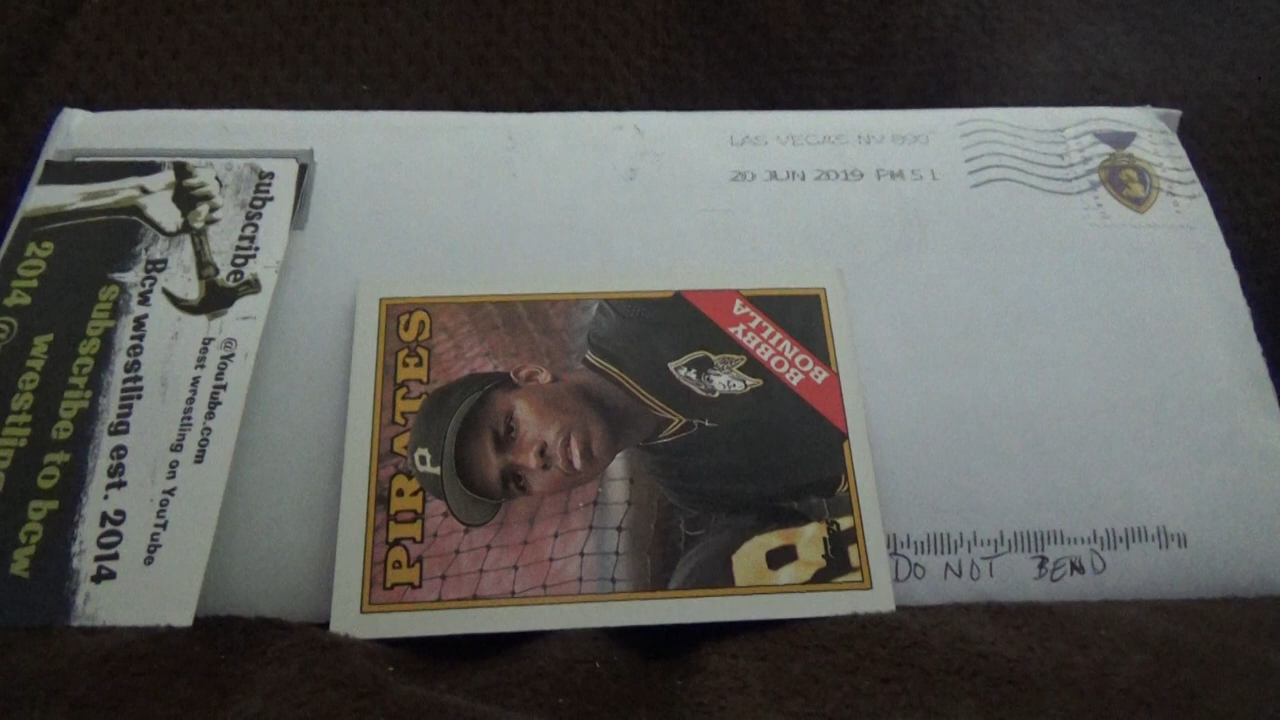 LAS VEGAS NV 890
20 JUN 2019 PM 5 L
subscribe
@YouTube.com
best wrestling on YouTube
Bcw wrestling est. 2014
subscribe to bcw
wrestling
2014 @
PIRATES
P
BOBBY
BONILLA
DO NOT BEND